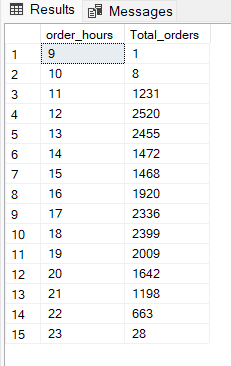 Results Messages
order_hours Total_orders
1 9 1
2 10 8
3 11 1231
4 12 2520
5 13 2455
6 14 1472
7 15 1468
8 16 1920
9 17 2336
10 18 2399
11 19 2009
12 20 1642
13 21 1198
14 22 663
15 23 28